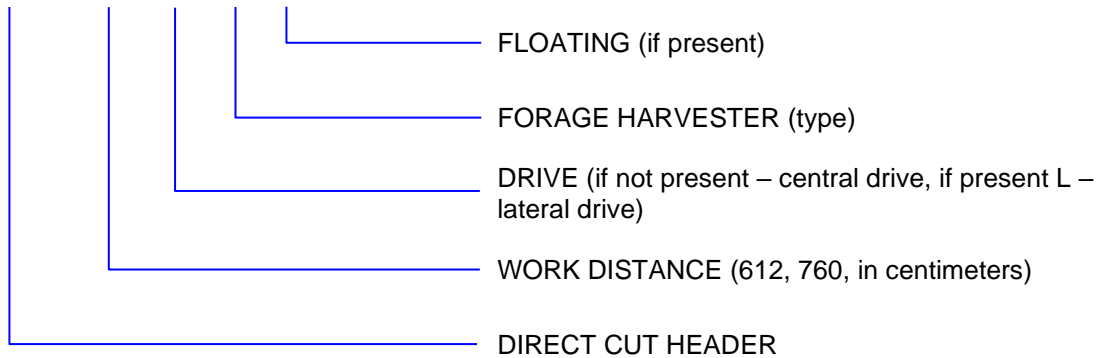 FLOATING (if present)
FORAGE HARVESTER (type)
DRIVE (if not present – central drive, if present L –
lateral drive)
WORK DISTANCE (612, 760, in centimeters)
DIRECT CUT HEADER